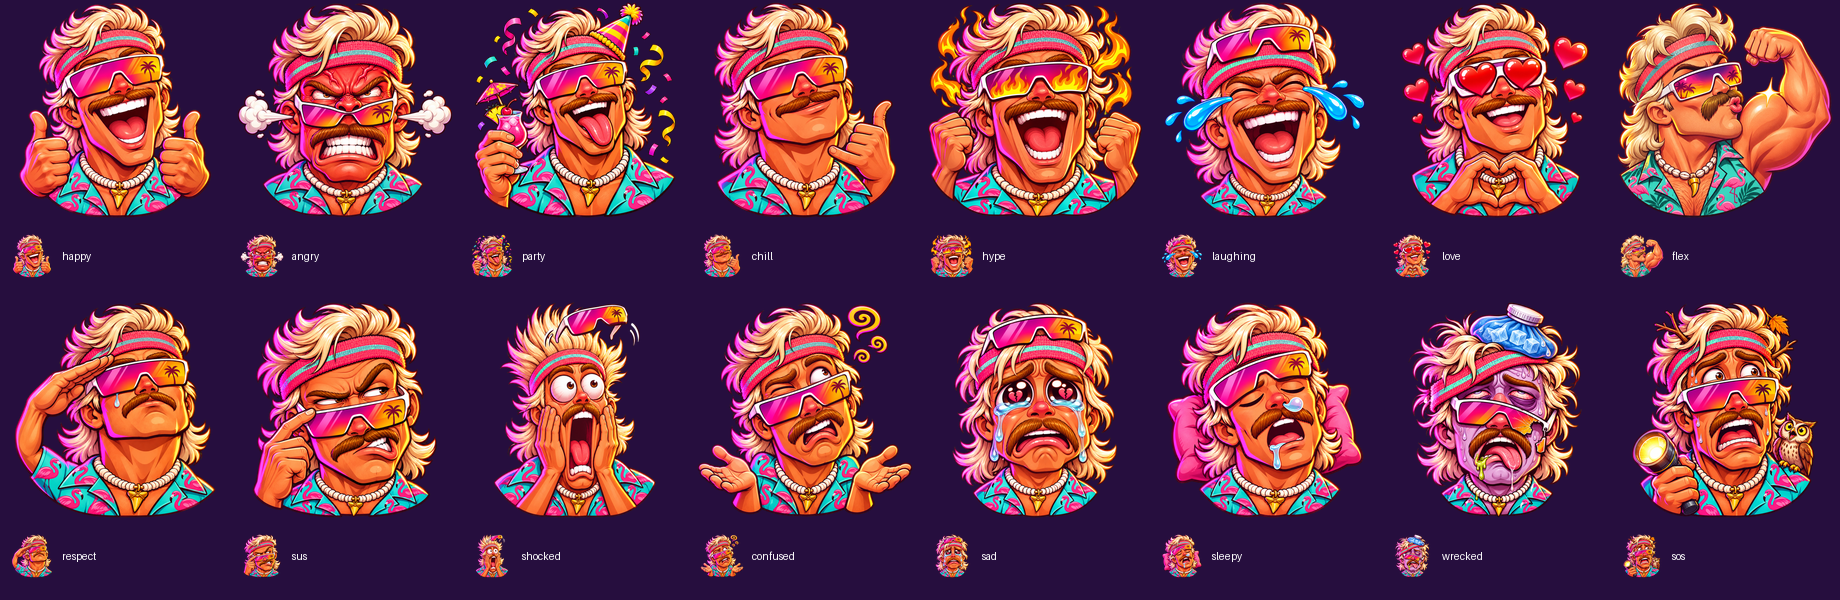 happy
angry
party
chill
hype
laughing
love
flex
respect
sus
shocked
confused
sad
sleepy
wrecked
sos